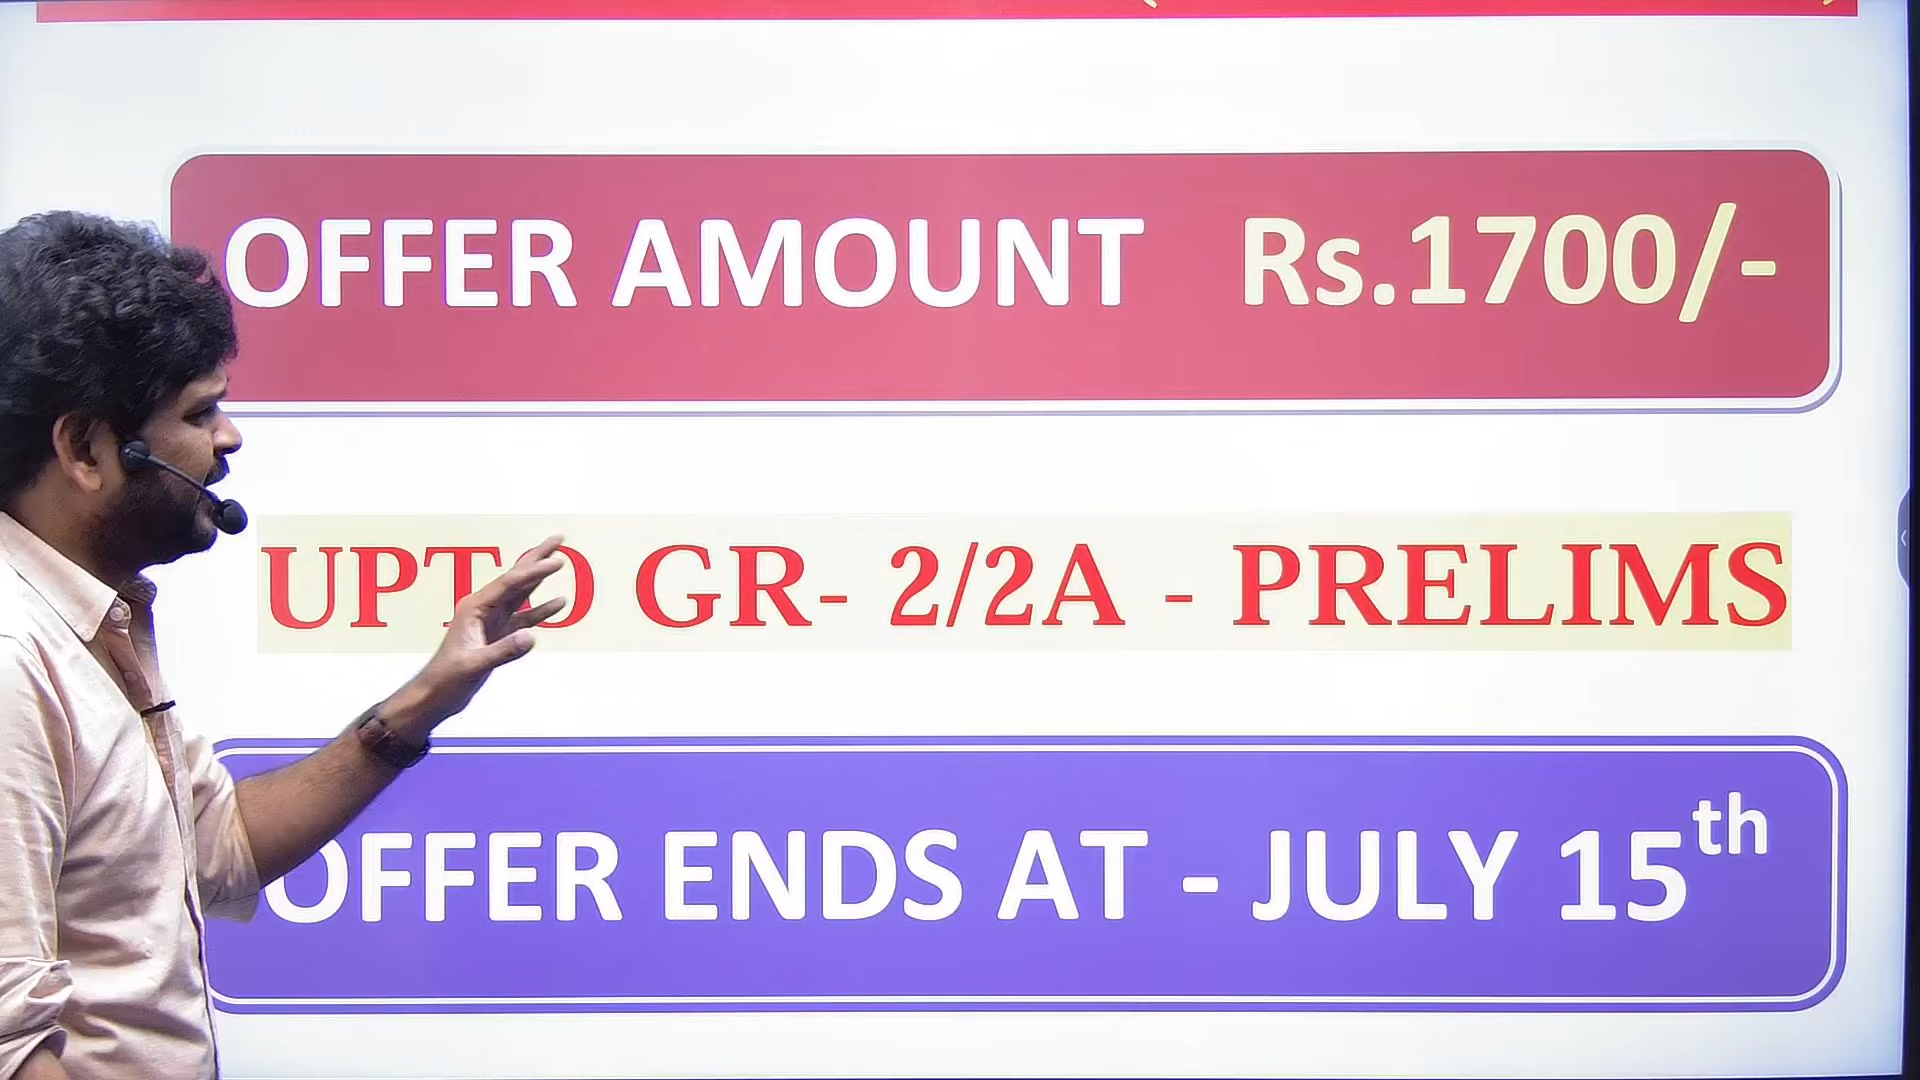 OFFER AMOUNT Rs.1700/-
UPTO GR- 2/2A - PRELIMS
OFFER ENDS AT - JULY 15th